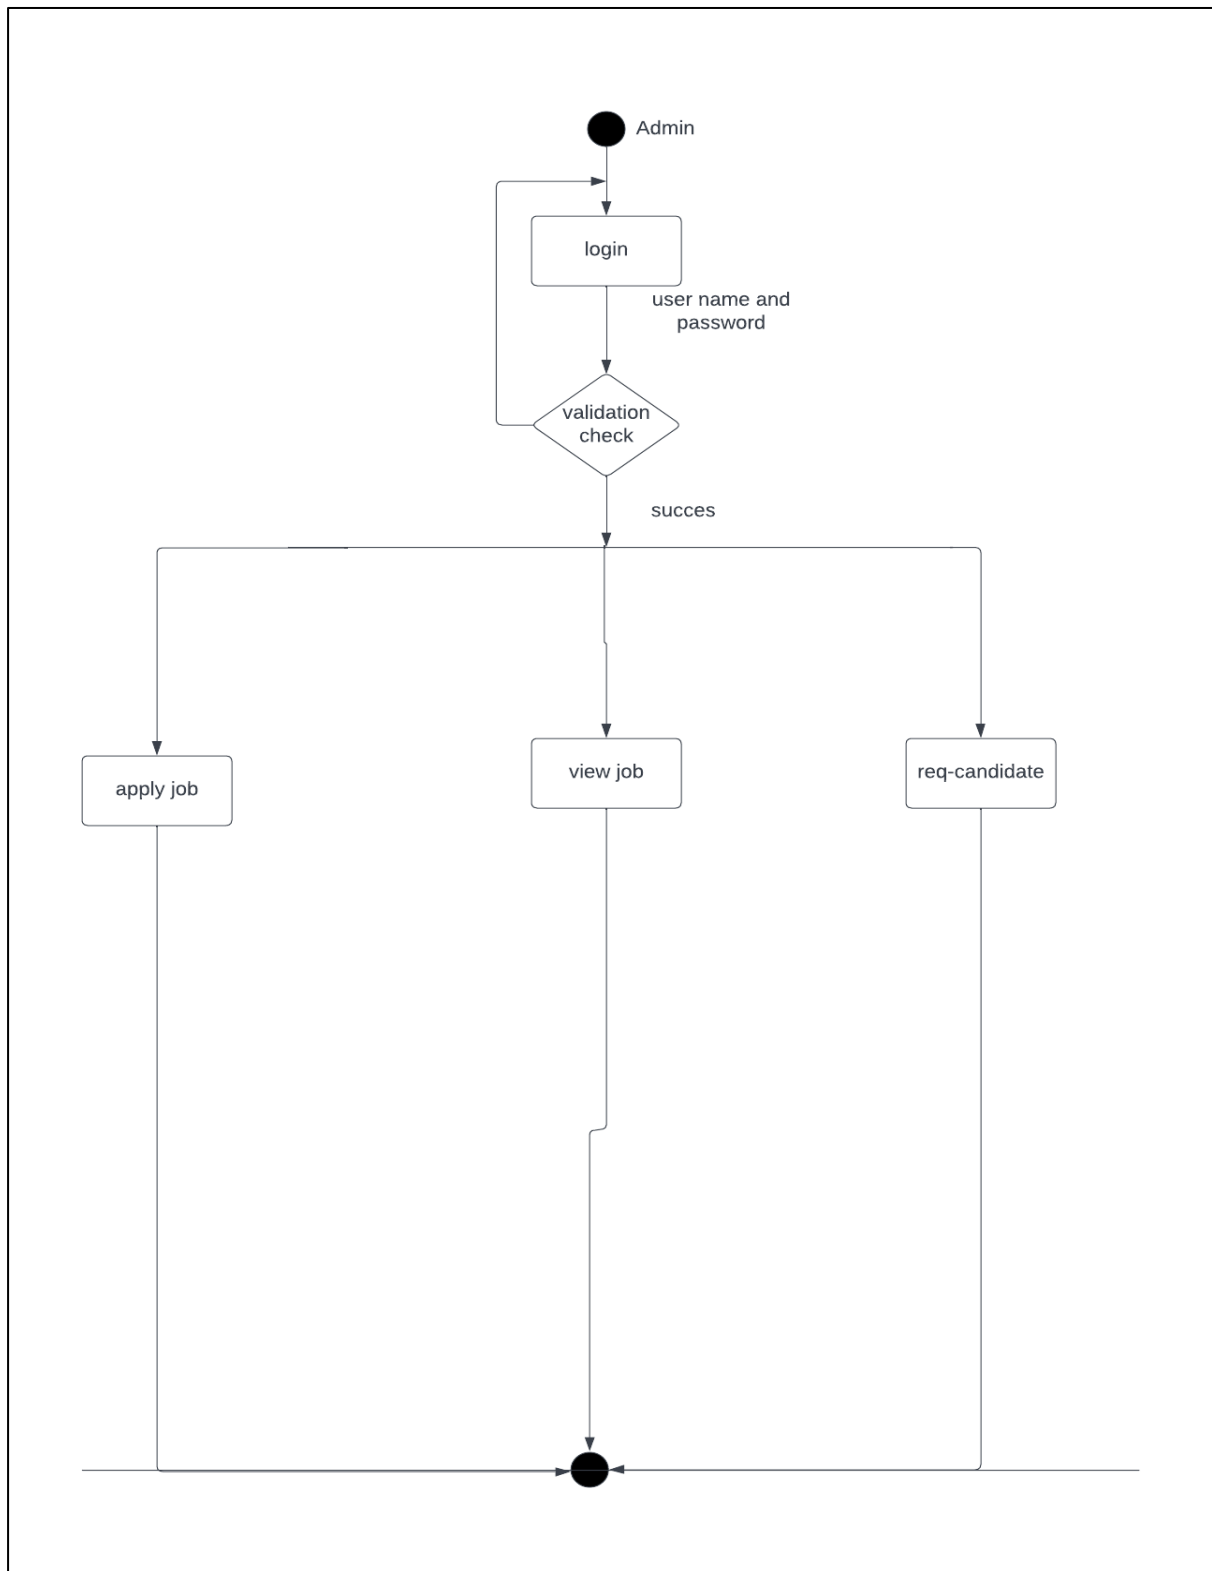 Admin
login
user name and
password
validation
check
succes
apply job
view job
req-candidate